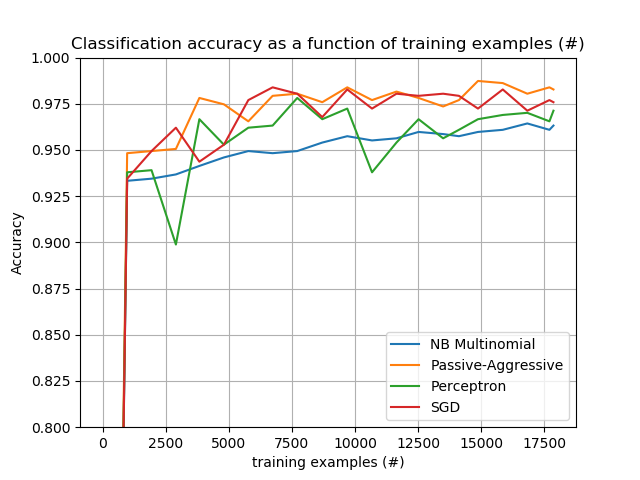 Classification accuracy as a function of training examples (#)
1.000
0.975
0.950
0.925
0.900
0.875
0.850
0.825
0.800
Accuracy
NB Multinomial
Passive-Aggressive
Perceptron
SGD
0 2500 5000 7500 10000 12500 15000 17500
training examples (#)